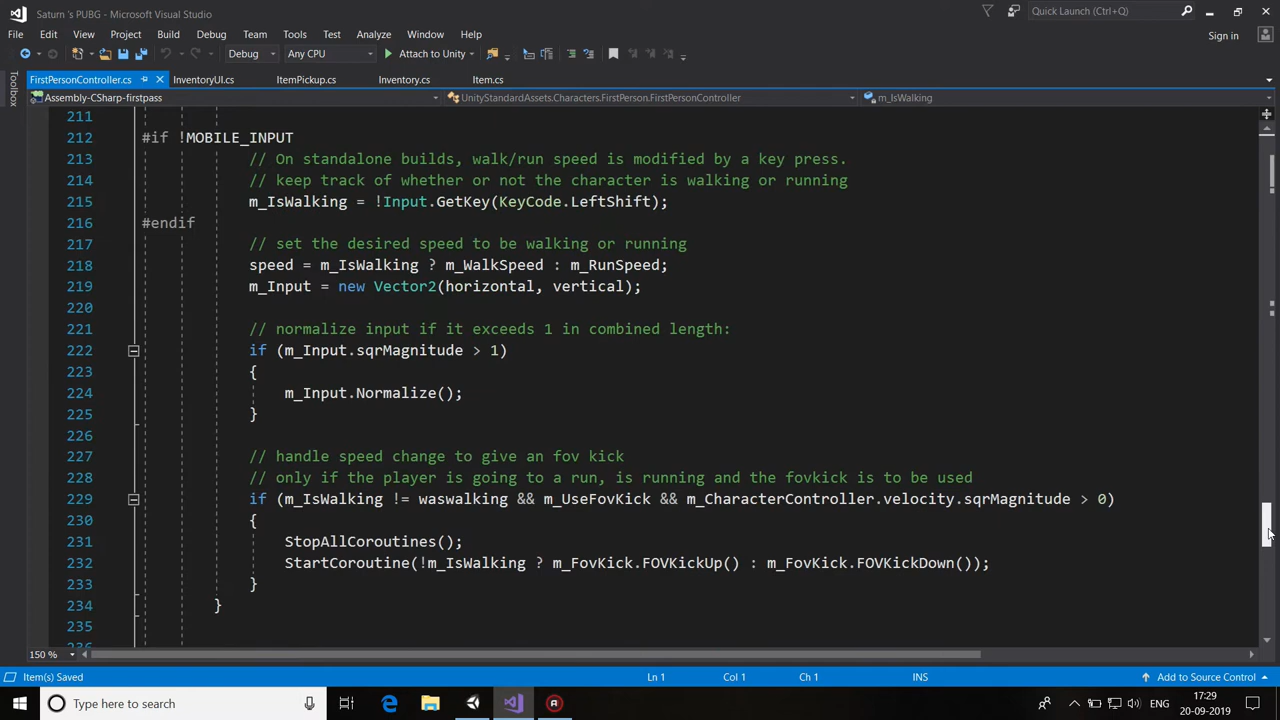 Saturn 's PUBG - Microsoft Visual Studio
Quick Launch (Ctrl+Q)
File Edit View Project Build Debug Team Tools Test Analyze Window Help
Sign in
Debug Any CPU Attach to Unity
Toolbox
FirstPersonController.cs InventoryUI.cs ItemPickup.cs Inventory.cs Item.cs
Assembly-CSharp-firstpass UnityStandardAssets.Characters.FirstPerson.FirstPersonController m_IsWalking
211
212 #if !MOBILE_INPUT
213 // On standalone builds, walk/run speed is modified by a key press.
214 // keep track of whether or not the character is walking or running
215 m_IsWalking = !Input.GetKey(KeyCode.LeftShift);
216 #endif
217 // set the desired speed to be walking or running
218 speed = m_IsWalking ? m_WalkSpeed : m_RunSpeed;
219 m_Input = new Vector2(horizontal, vertical);
220
221 // normalize input if it exceeds 1 in combined length:
222 if (m_Input.sqrMagnitude > 1)
223 {
224 m_Input.Normalize();
225 }
226
227 // handle speed change to give an fov kick
228 // only if the player is going to a run, is running and the fovkick is to be used
229 if (m_IsWalking != waswalking && m_UseFovKick && m_CharacterController.velocity.sqrMagnitude > 0)
230 {
231 StopAllCoroutines();
232 StartCoroutine(!m_IsWalking ? m_FovKick.FOVKickUp() : m_FovKick.FOVKickDown());
233 }
234 }
235
236
150 %
Item(s) Saved Ln 1 Col 1 Ch 1 INS Add to Source Control
Type here to search
ENG
17:29
20-09-2019